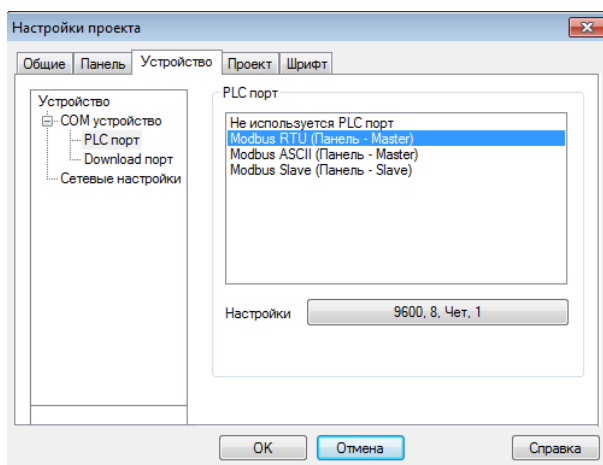 Настройки проекта
Общие Панель Устройство Проект Шрифт
Устройство
COM устройство
PLC порт
Download порт
Сетевые настройки
PLC порт
Не используется PLC порт
Modbus RTU (Панель - Master)
Modbus ASCII (Панель - Master)
Modbus Slave (Панель - Slave)
Настройки 9600, 8, Чет, 1
OK Отмена Справка